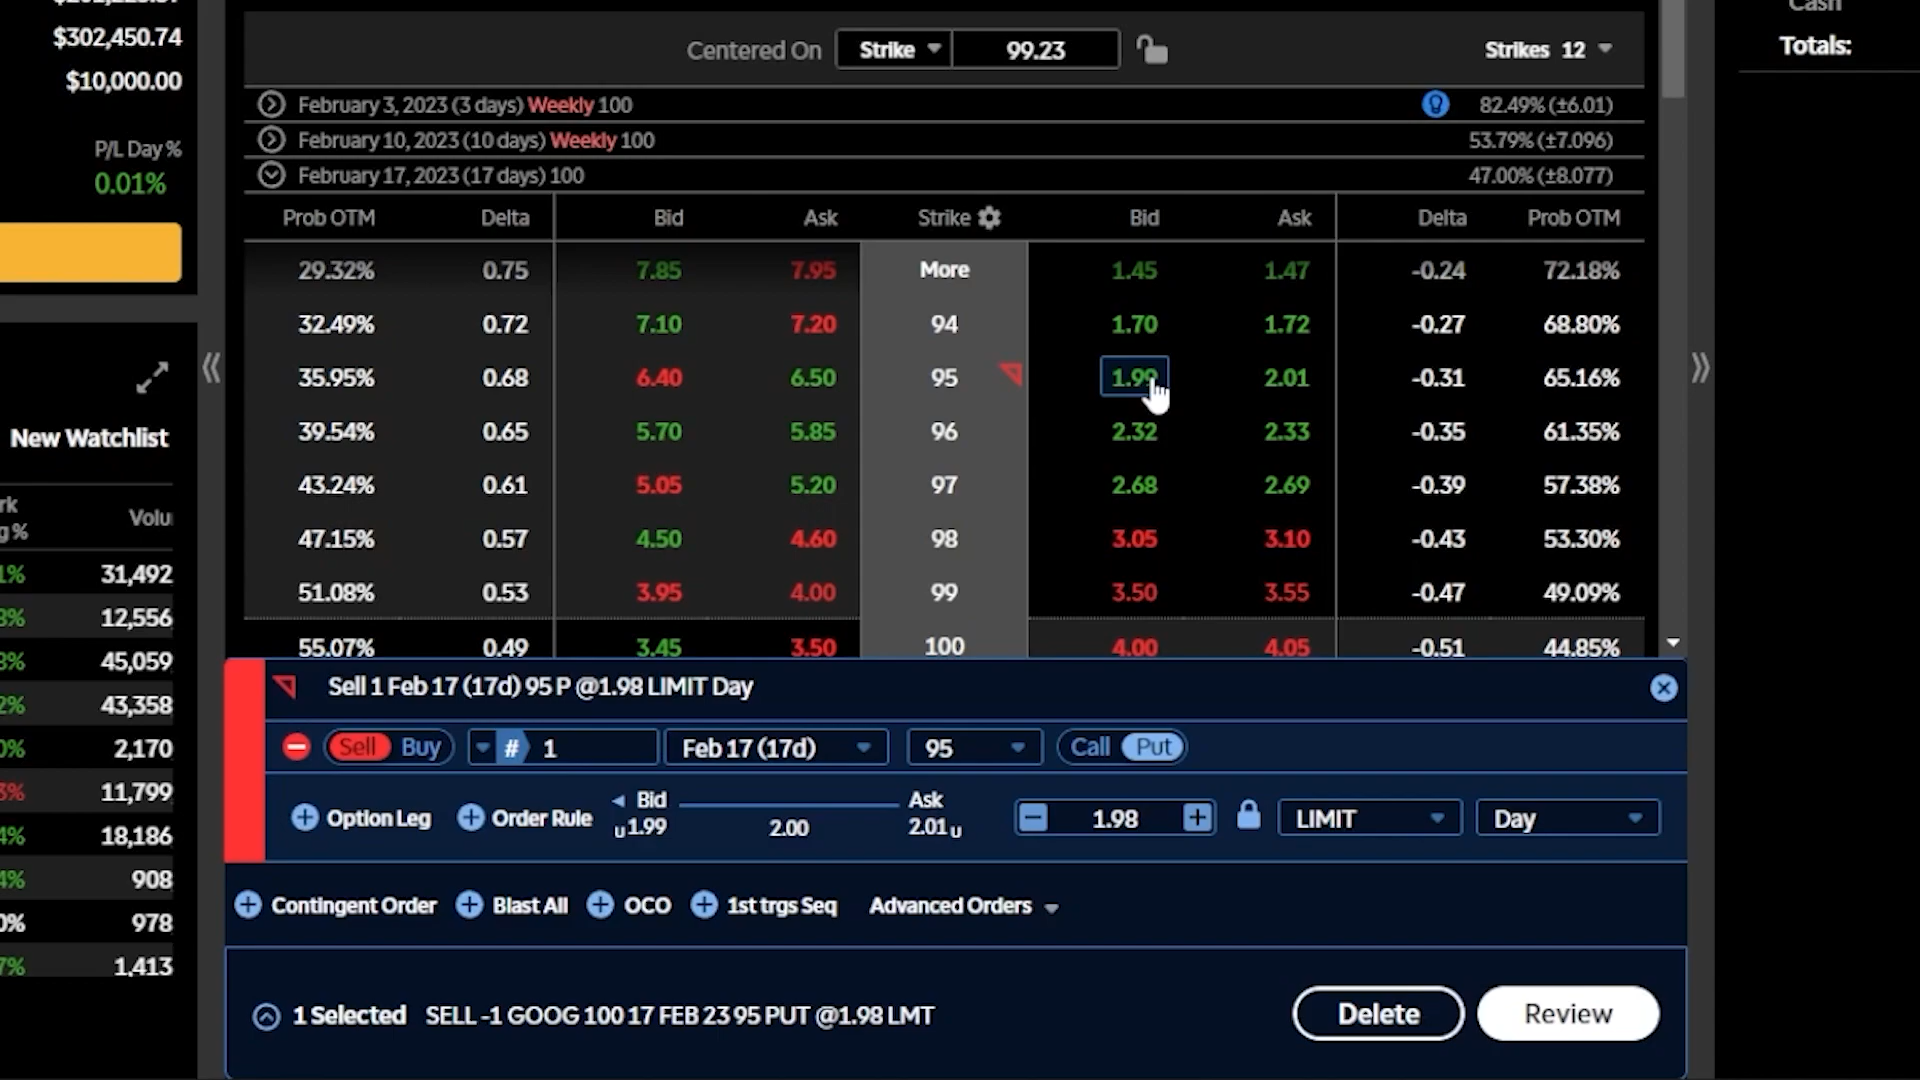 $302,450.74
$10,000.00
P/L Day %
0.01%
New Watchlist
Volu
31,492
12,556
45,059
43,358
2,170
11,799
18,186
908
978
1,413
Centered On Strike 99.23 Strikes 12
February 3, 2023 (3 days) Weekly 100 82.49% (±6.01)
February 10, 2023 (10 days) Weekly 100 53.79% (±7.096)
February 17, 2023 (17 days) 100 47.00% (±8.077)
Prob OTM Delta Bid Ask Strike Bid Ask Delta Prob OTM
29.32% 0.75 7.85 7.95 More 1.45 1.47 -0.24 72.18%
32.49% 0.72 7.10 7.20 94 1.70 1.72 -0.27 68.80%
35.95% 0.68 6.40 6.50 95 1.99 2.01 -0.31 65.16%
39.54% 0.65 5.70 5.85 96 2.32 2.33 -0.35 61.35%
43.24% 0.61 5.05 5.20 97 2.68 2.69 -0.39 57.38%
47.15% 0.57 4.50 4.60 98 3.05 3.10 -0.43 53.30%
51.08% 0.53 3.95 4.00 99 3.50 3.55 -0.47 49.09%
55.07% 0.49 3.45 3.50 100 4.00 4.05 -0.51 44.85%
Sell 1 Feb 17 (17d) 95 P @1.98 LIMIT Day
Sell Buy # 1 Feb 17 (17d) 95 Call Put
Option Leg Order Rule Bid Ask
u 1.99 2.00 2.01 u 1.98 LIMIT Day
Contingent Order Blast All OCO 1st trgs Seq Advanced Orders
1 Selected SELL -1 GOOG 100 17 FEB 23 95 PUT @1.98 LMT Delete Review
Cash
Totals: